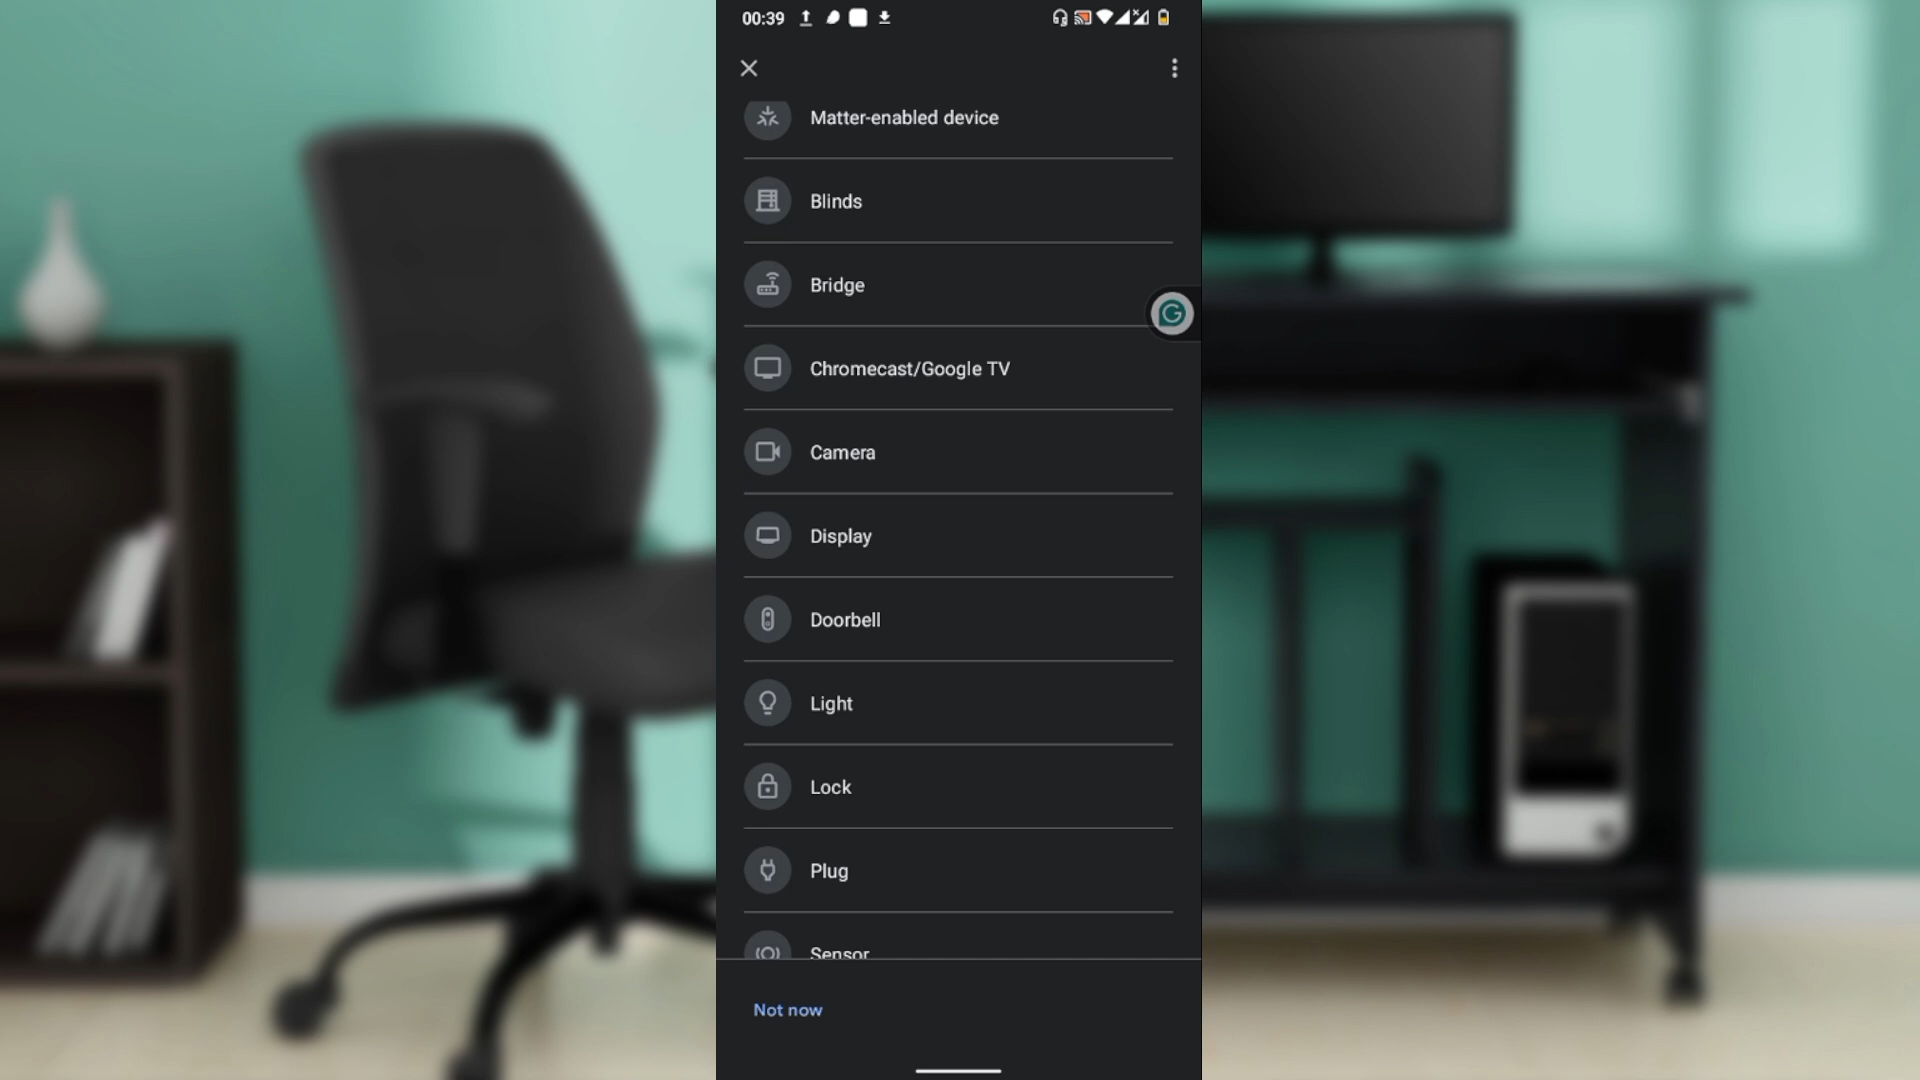 00:39
Matter-enabled device
Blinds
Bridge
Chromecast/Google TV
Camera
Display
Doorbell
Light
Lock
Plug
Sensor
Not now